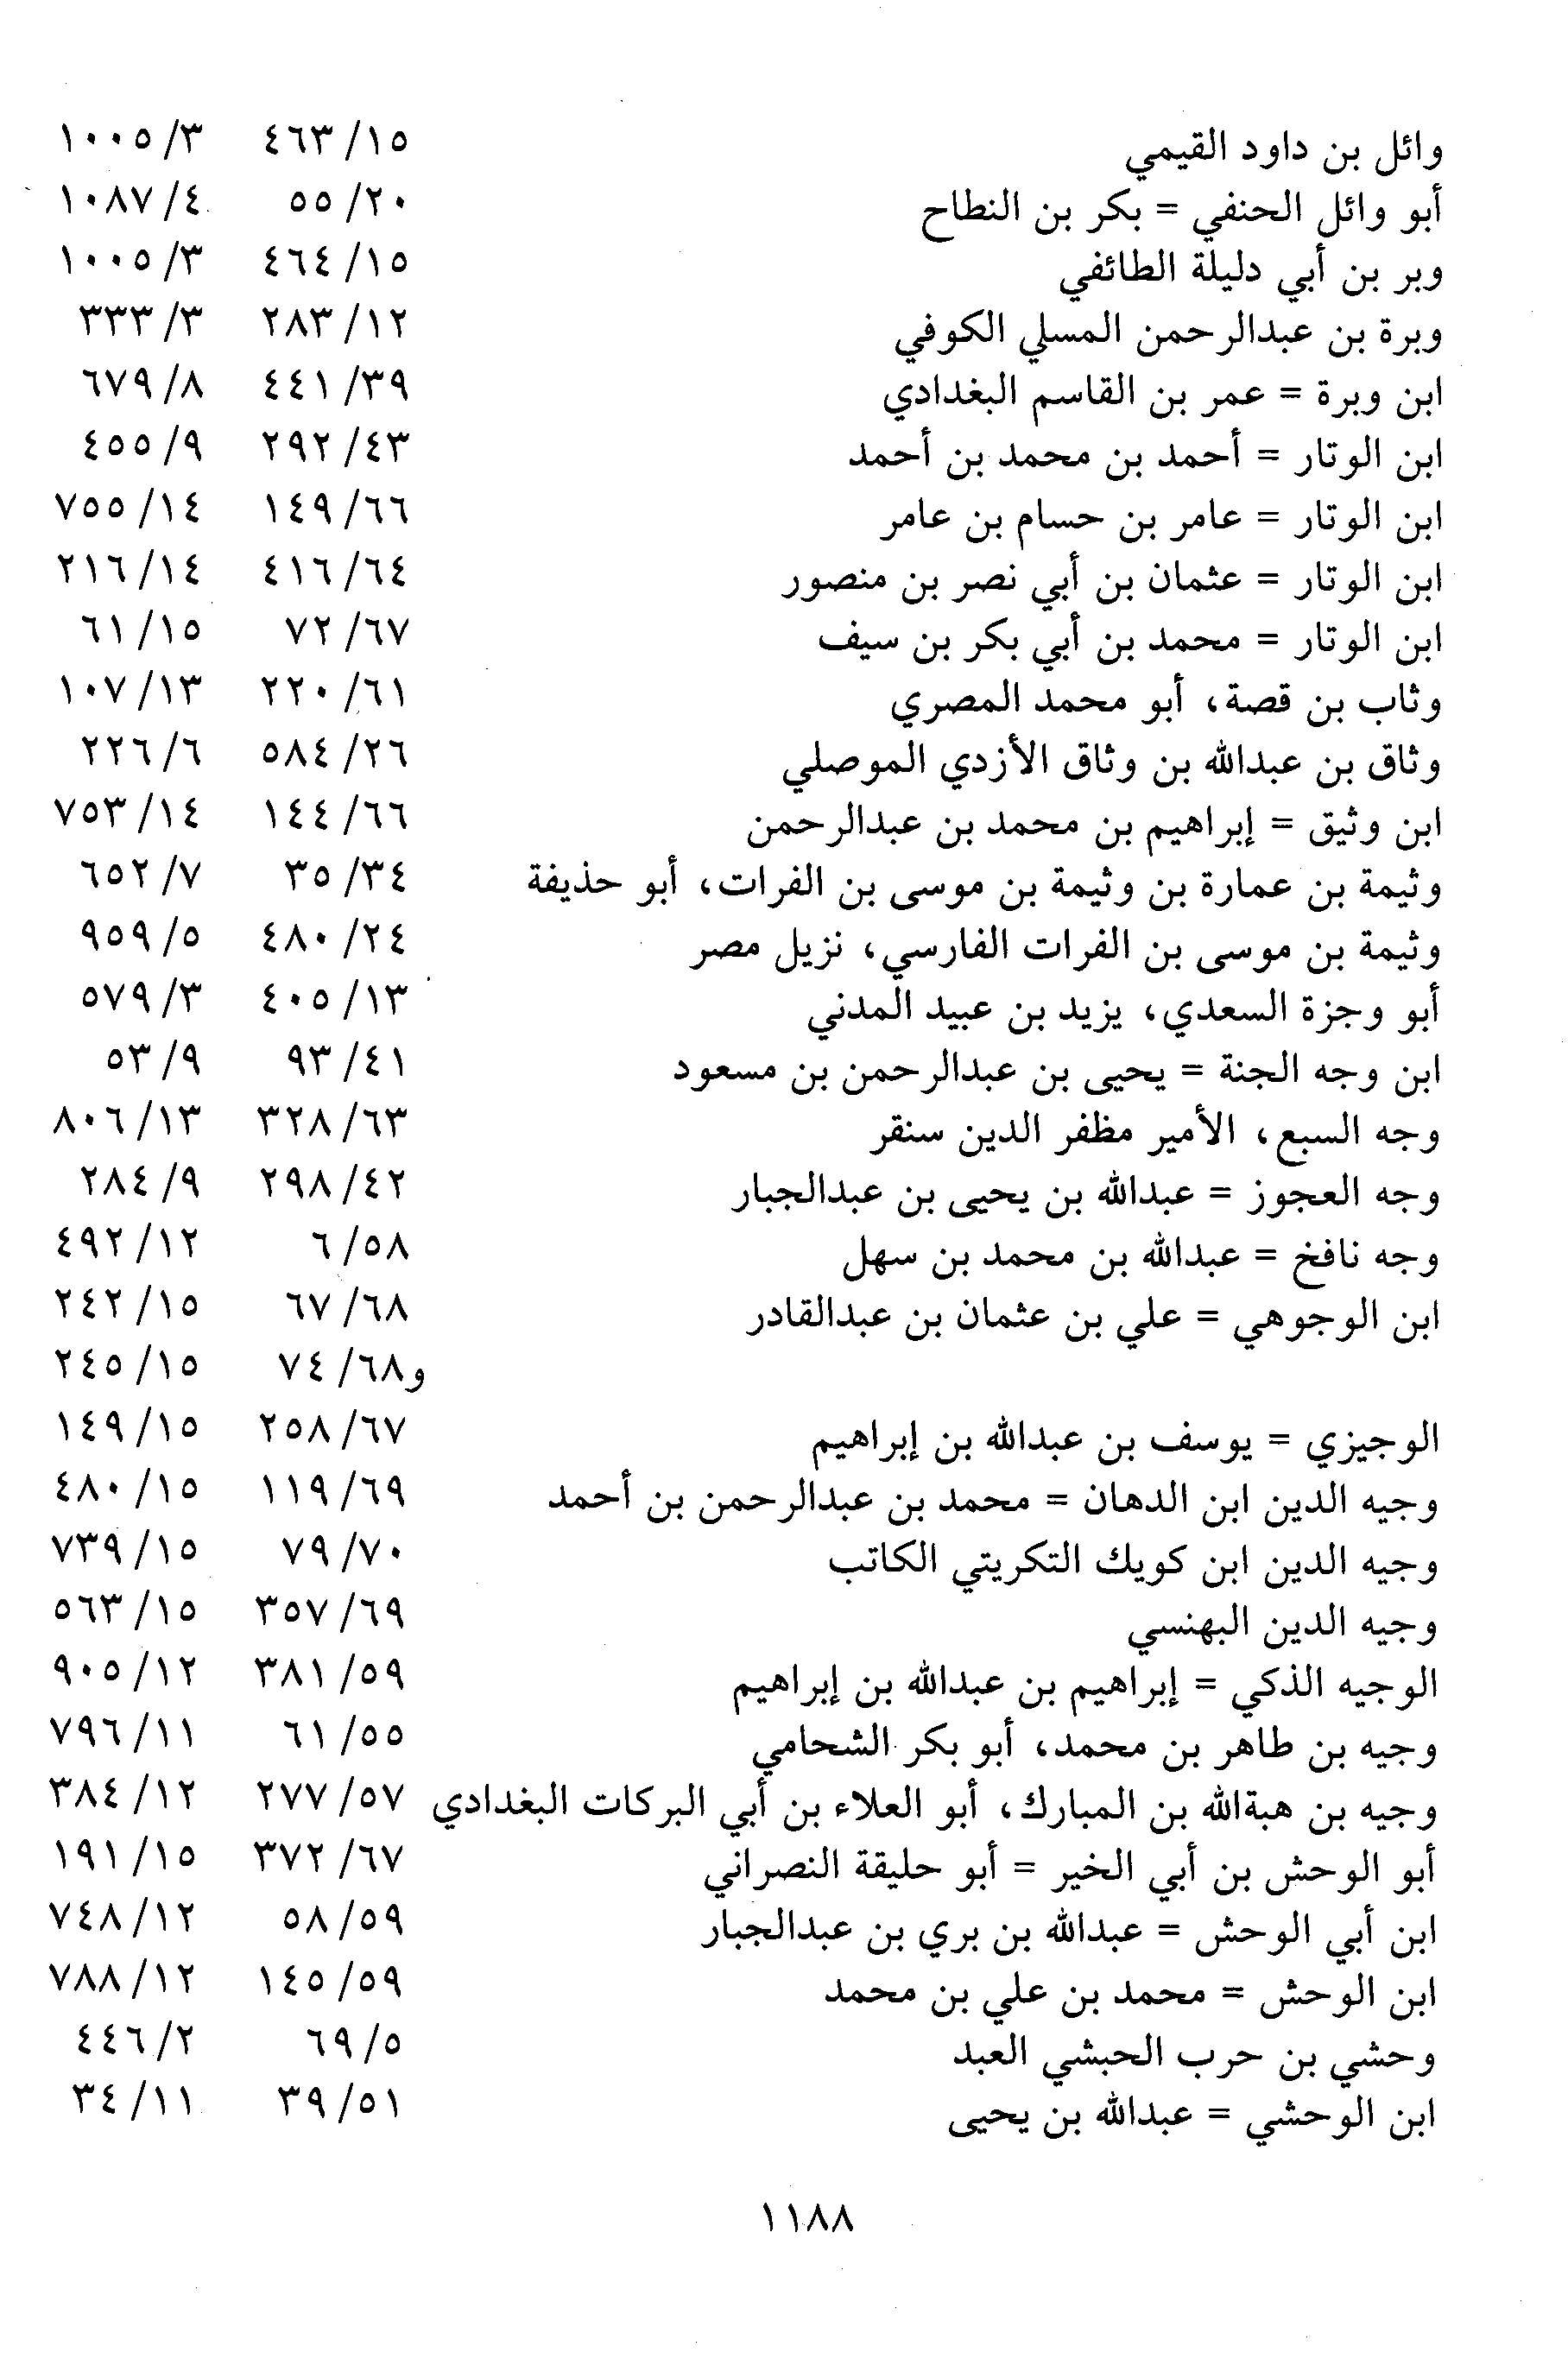 وائل بن داود القيمي ١٥/ ٤٦٣ ٣/ ١٠٠٥
أبو وائل الحنفي = بكر بن النطاح ٢٠/ ٥٥ ٤/ ١٠٨٧
وبر بن أبي دليلة الطائفي ١٥/ ٤٦٤ ٣/ ١٠٠٥
وبرة بن عبدالرحمن المسلي الكوفي ١٢/ ٢٨٣ ٣/ ٣٣٣
ابن وبرة = عمر بن القاسم البغدادي ٣٩/ ٤٤١ ٨/ ٦٧٩
ابن الوتار = أحمد بن محمد بن أحمد ٤٣/ ٢٩٢ ٩/ ٤٥٥
ابن الوتار = عامر بن حسام بن عامر ٦٦/ ١٤٩ ١٤/ ٧٥٥
ابن الوتار = عثمان بن أبي نصر بن منصور ٦٤/ ٤١٦ ١٤/ ٢١٦
ابن الوتار = محمد بن أبي بكر بن سيف ٦٧/ ٧٢ ١٥/ ٦١
وثاب بن قصة، أبو محمد المصري ٦١/ ٢٢٠ ١٣/ ١٠٧
وثاق بن عبدالله بن وثاق الأزدي الموصلي ٢٦/ ٥٨٤ ٦/ ٢٢٦
ابن وثيق = إبراهيم بن محمد بن عبدالرحمن ٦٦/ ١٤٤ ١٤/ ٧٥٣
وثيمة بن عمارة بن وثيمة بن موسى بن الفرات، أبو حذيفة ٣٤/ ٣٥ ٧/ ٦٥٢
وثيمة بن موسى بن الفرات الفارسي، نزيل مصر ٢٤/ ٤٨٠ ٥/ ٩٥٩
أبو وجزة السعدي، يزيد بن عبيد المدني ١٣/ ٤٠٥ ٣/ ٥٧٩
ابن وجه الجنة = يحيى بن عبدالرحمن بن مسعود ٤١/ ٩٣ ٩/ ٥٣
وجه السبع، الأمير مظفر الدين سنقر ٦٣/ ٣٢٨ ١٣/ ٨٠٦
وجه العجوز = عبدالله بن يحيى بن عبدالجبار ٤٢/ ٢٩٨ ٩/ ٢٨٤
وجه نافخ = عبدالله بن محمد بن سهل ٥٨/ ٦ ١٢/ ٤٩٢
ابن الوجوهي = علي بن عثمان بن عبدالقادر ٦٨/ ٦٧ ١٥/ ٢٤٢
و٦٨/ ٧٤ ١٥/ ٢٤٥
الوجيزي = يوسف بن عبدالله بن إبراهيم ٦٧/ ٢٥٨ ١٥/ ١٤٩
وجيه الدين ابن الدهان = محمد بن عبدالرحمن بن أحمد ٦٩/ ١١٩ ١٥/ ٤٨٠
وجيه الدين ابن كويك التكريتي الكاتب ٧٠/ ٧٩ ١٥/ ٧٣٩
وجيه الدين البهنسي ٦٩/ ٣٥٧ ١٥/ ٥٦٣
الوجيه الذكي = إبراهيم بن عبدالله بن إبراهيم ٥٩/ ٣٨١ ١٢/ ٩٠٥
وجيه بن طاهر بن محمد، أبو بكر الشحامي ٥٥/ ٦١ ١١/ ٧٩٦
وجيه بن هبةالله بن المبارك، أبو العلاء بن أبي البركات البغدادي ٥٧/ ٢٧٧ ١٢/ ٣٨٤
أبو الوحش بن أبي الخير = أبو حليقة النصراني ٦٧/ ٣٧٢ ١٥/ ١٩١
ابن أبي الوحش = عبدالله بن بري بن عبدالجبار ٥٩/ ٥٨ ١٢/ ٧٤٨
ابن الوحش = محمد بن علي بن محمد ٥٩/ ١٤٥ ١٢/ ٧٨٨
وحشي بن حرب الحبشي العبد ٥/ ٦٩ ٢/ ٤٤٦
ابن الوحشي = عبدالله بن يحيى ٥١/ ٣٩ ١١/ ٣٤
١١٨٨